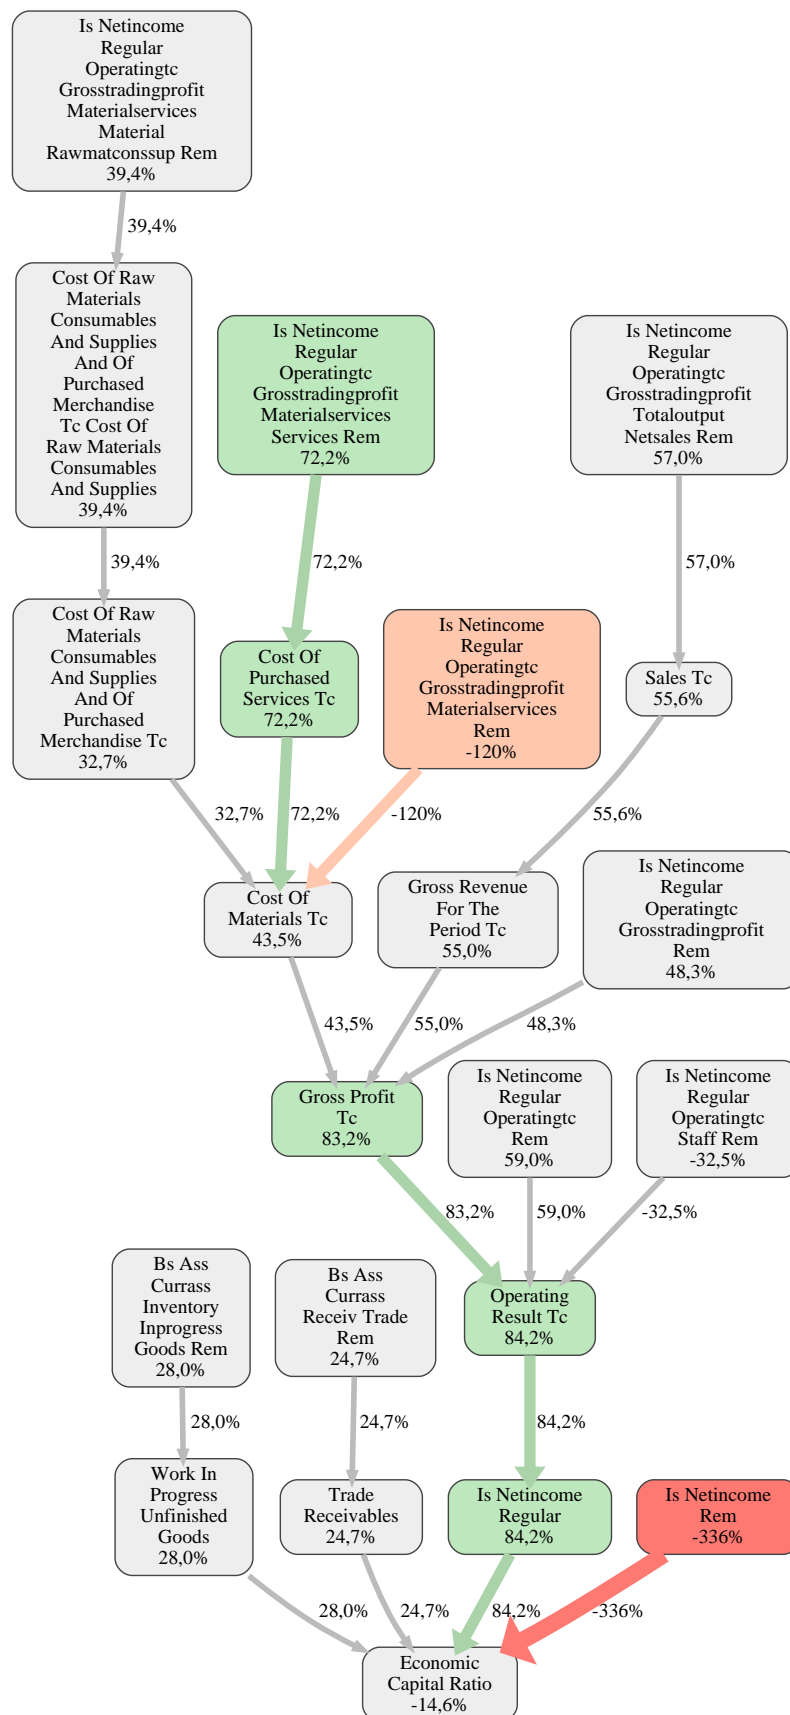 Is Netincome
Regular
Operatingtc
Grosstradingprofit
Materialservices
Material
Rawmatconssup Rem
39,4%
39,4%
Cost Of Raw
Materials
Consumables
And Supplies
And Of
Purchased
Merchandise
Tc Cost Of
Raw Materials
Consumables
And Supplies
39,4%
Is Netincome
Regular
Operatingtc
Grosstradingprofit
Materialservices
Services Rem
72,2%
Is Netincome
Regular
Operatingtc
Grosstradingprofit
Totaloutput
Netsales Rem
57,0%
39,4%
72,2%
57,0%
Cost Of Raw
Materials
Consumables
And Supplies
And Of
Purchased
Merchandise Tc
32,7%
Cost Of
Purchased
Services Tc
72,2%
Is Netincome
Regular
Operatingtc
Grosstradingprofit
Materialservices
Rem
-120%
Sales Tc
55,6%
32,7%
72,2%
-120%
55,6%
Cost Of
Materials Tc
43,5%
Gross Revenue
For The
Period Tc
55,0%
Is Netincome
Regular
Operatingtc
Grosstradingprofit
Rem
48,3%
43,5%
55,0%
48,3%
Gross Profit
Tc
83,2%
Is Netincome
Regular
Operatingtc
Rem
59,0%
Is Netincome
Regular
Operatingtc
Staff Rem
-32,5%
83,2%
59,0%
-32,5%
Bs Ass
Currass
Inventory
Inprogress
Goods Rem
28,0%
Bs Ass
Currass
Receiv Trade
Rem
24,7%
Operating
Result Tc
84,2%
28,0%
24,7%
84,2%
Work In
Progress
Unfinished
Goods
28,0%
Trade
Receivables
24,7%
Is Netincome
Regular
84,2%
Is Netincome
Rem
-336%
28,0%
24,7%
84,2%
-336%
Economic
Capital Ratio
-14,6%